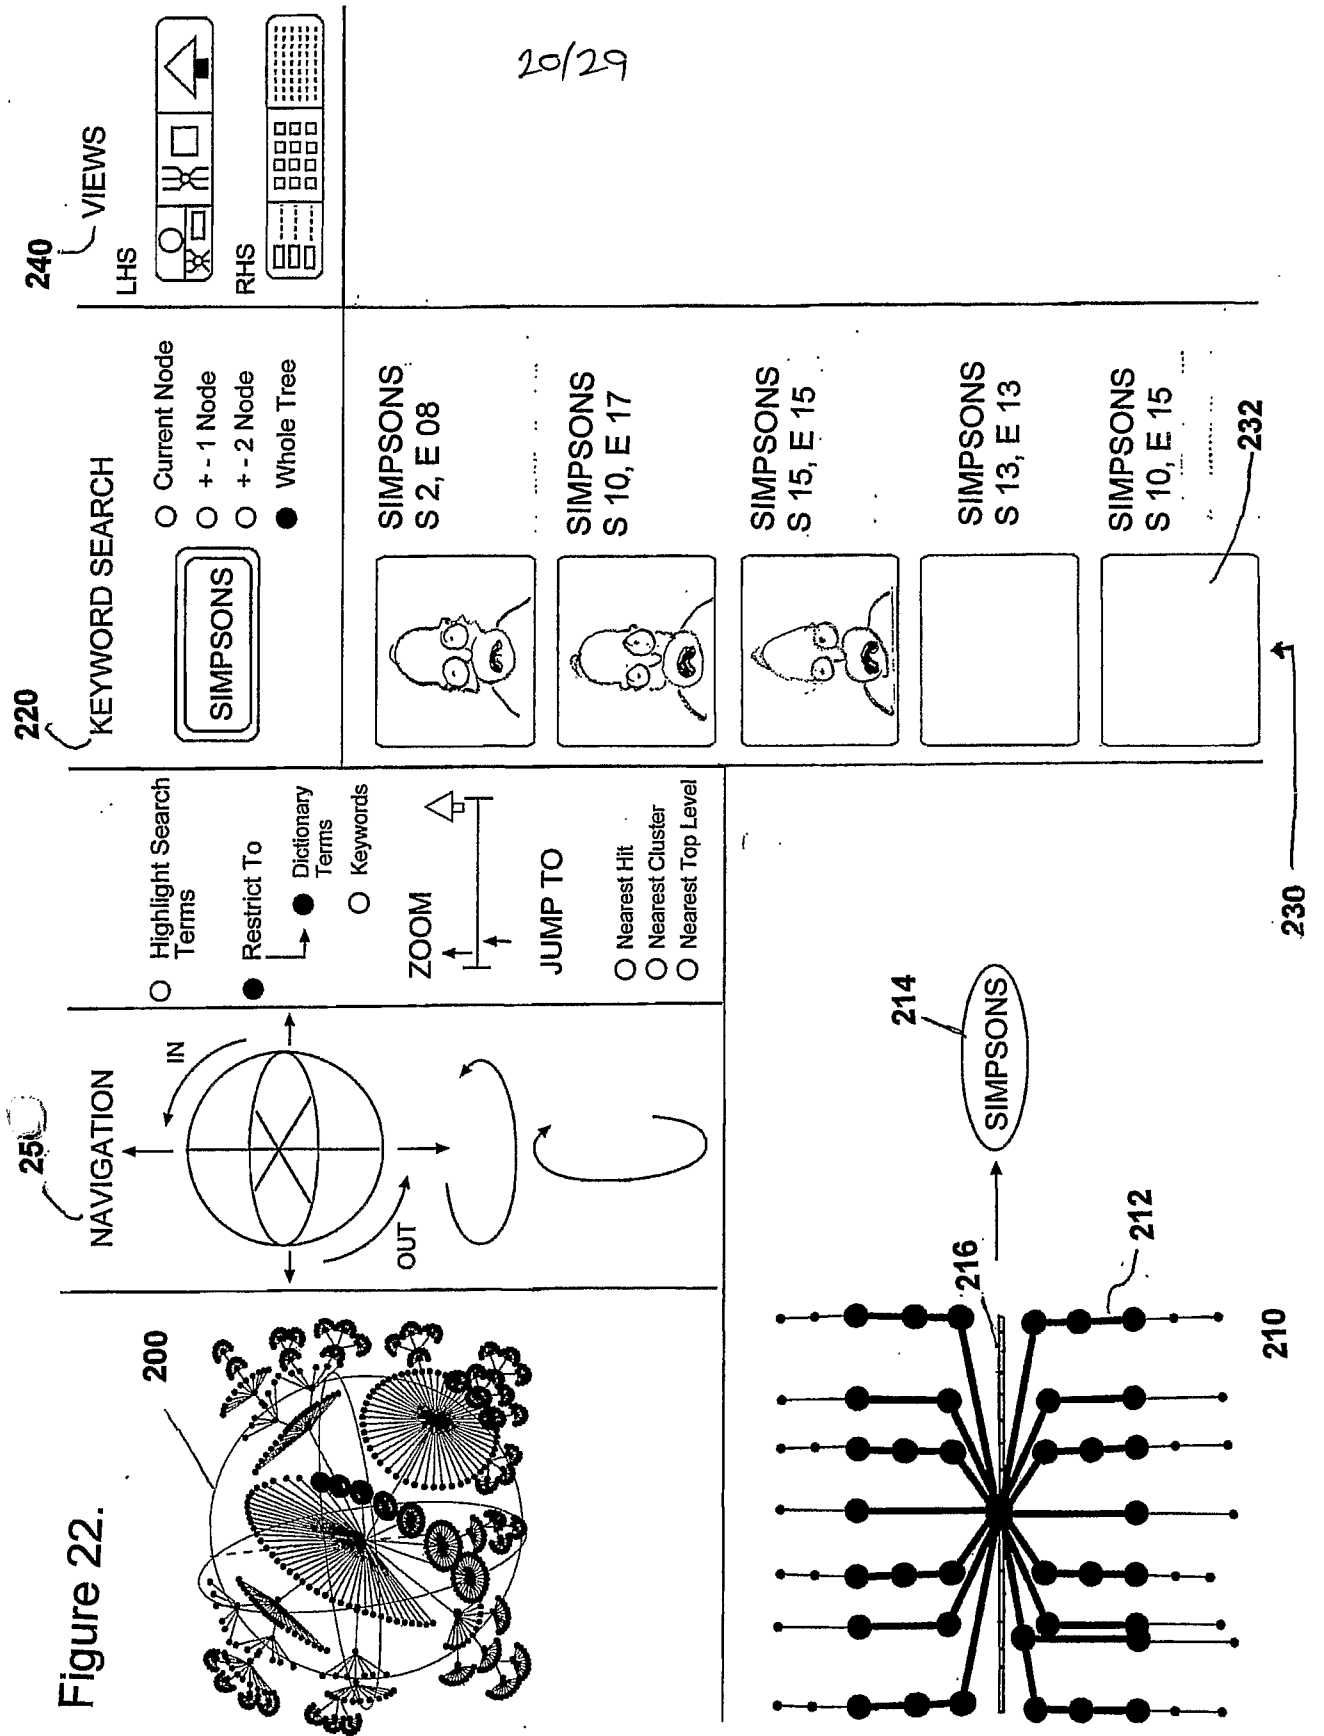 Figure 22.
200
25
NAVIGATION
IN
OUT
Highlight Search
Terms
Restrict To
Dictionary
Terms
Keywords
ZOOM
JUMP TO
Nearest Hit
Nearest Cluster
Nearest Top Level
220
KEYWORD SEARCH
SIMPSONS
Current Node
+ - 1 Node
+ - 2 Node
Whole Tree
240
VIEWS
LHS
RHS
20/29
SIMPSONS
S 2, E 08
SIMPSONS
S 10, E 17
SIMPSONS
S 15, E 15
SIMPSONS
S 13, E 13
SIMPSONS
S 10, E 15
232
230
216
214
SIMPSONS
212
210